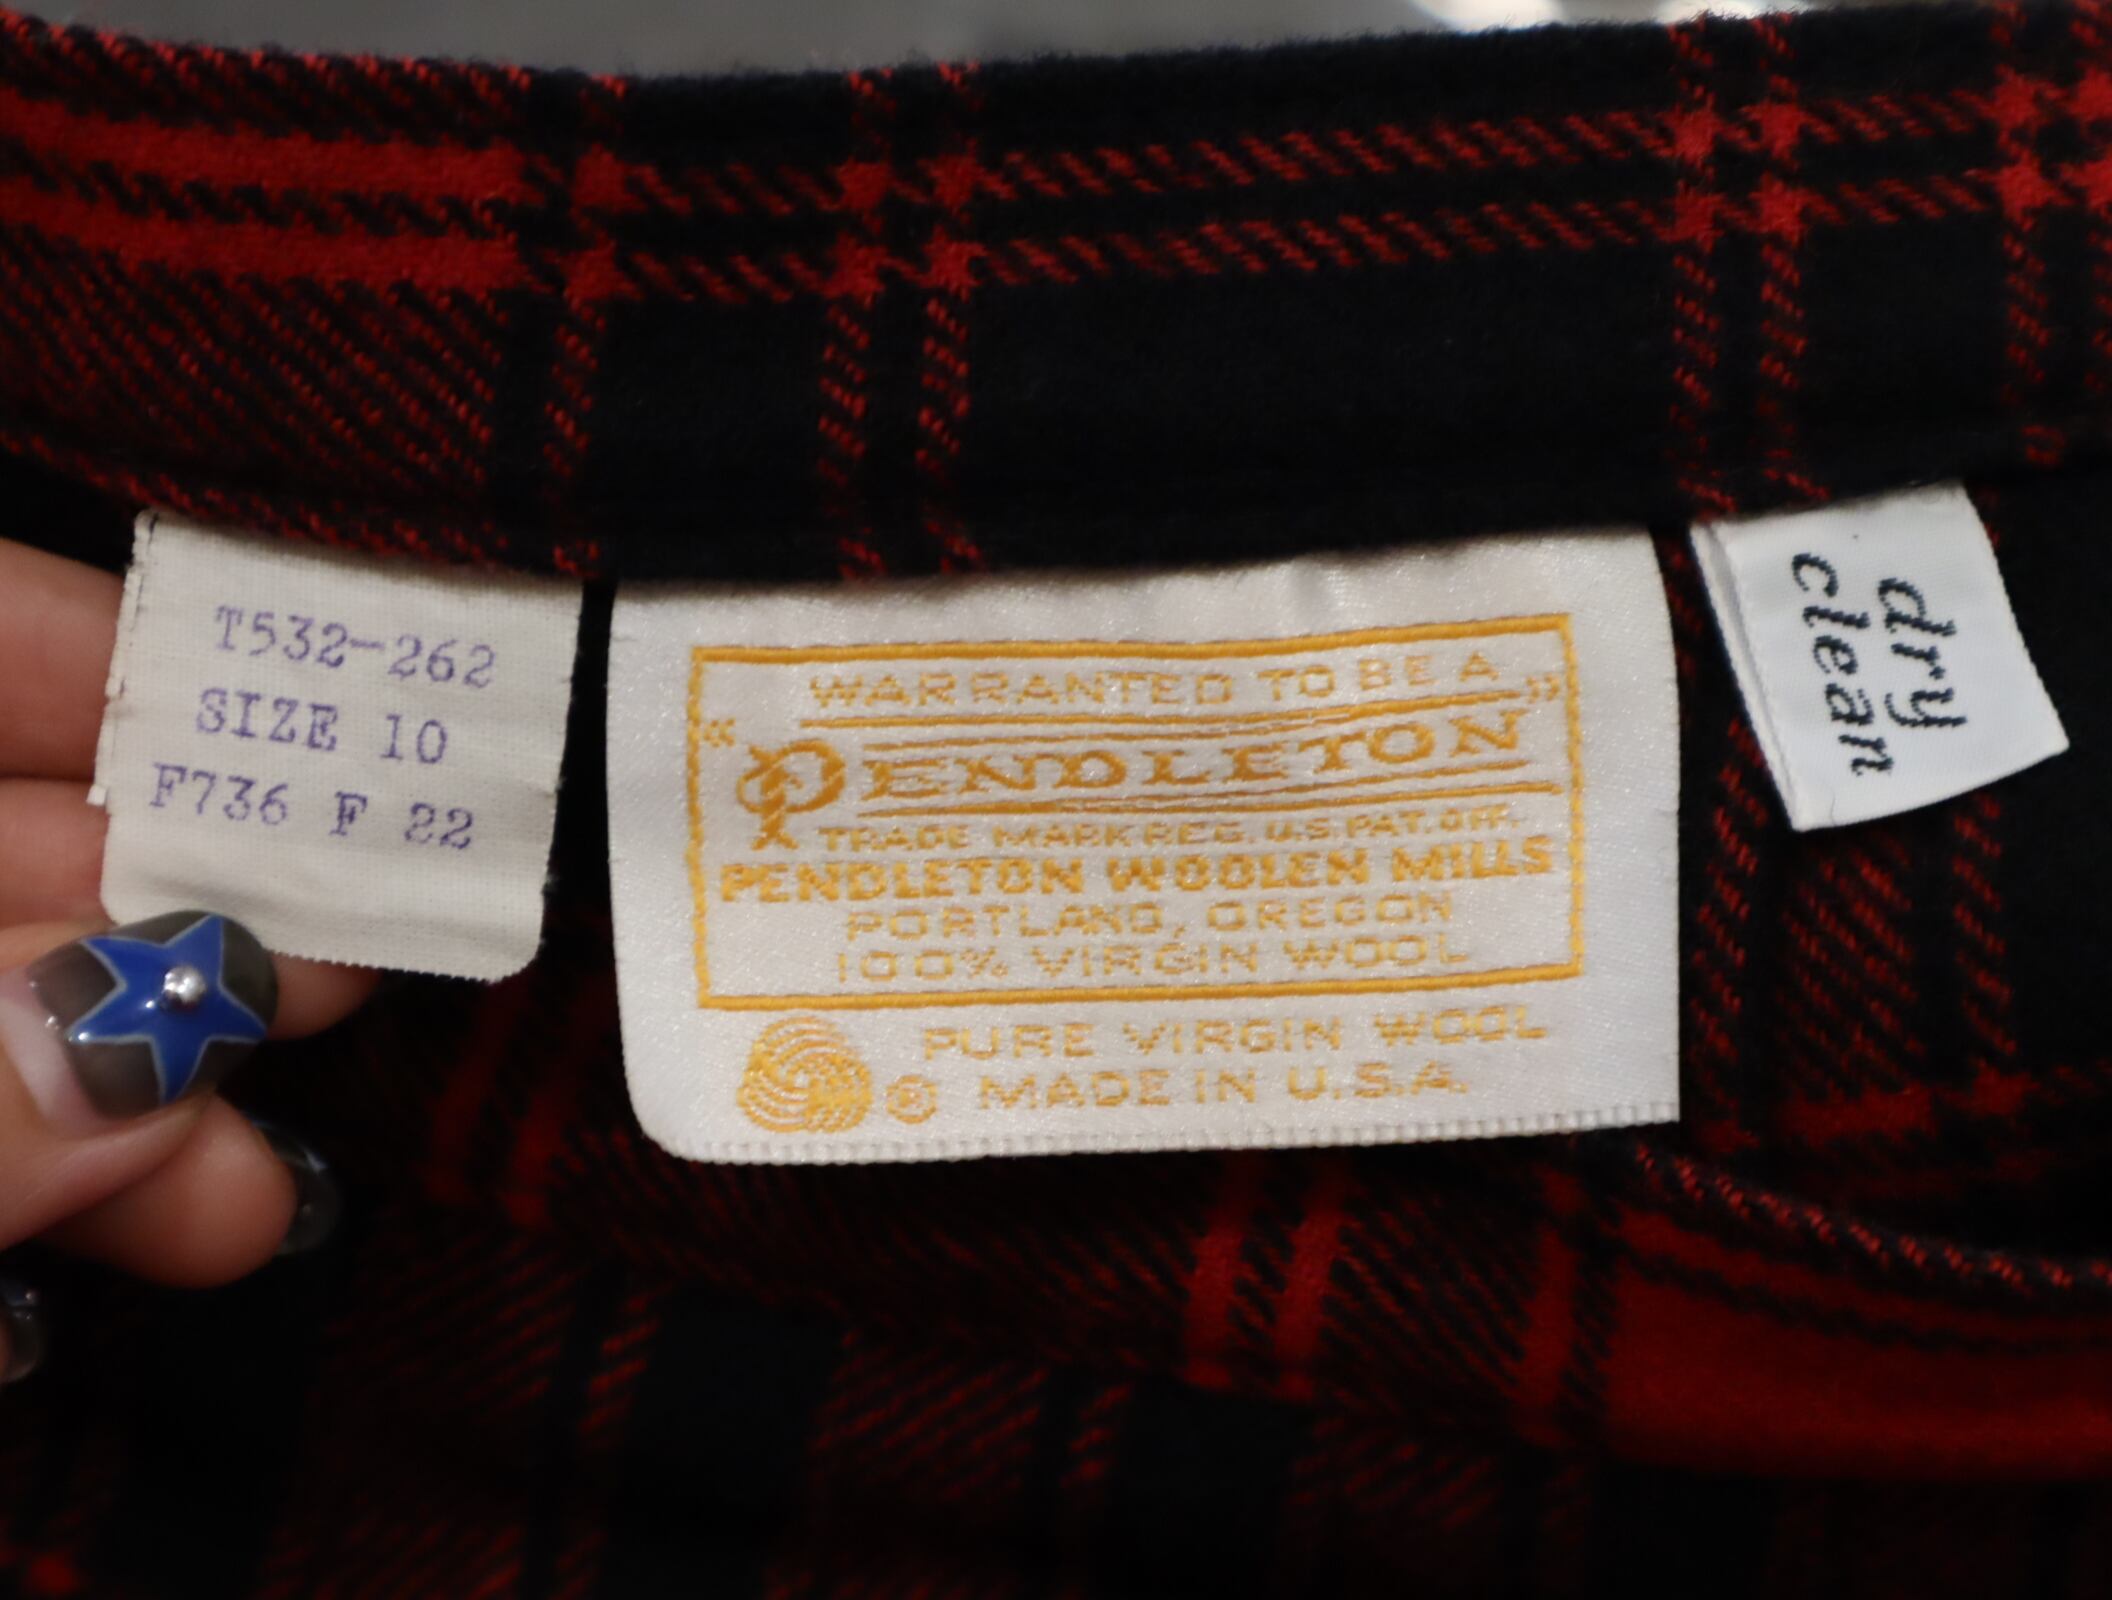 T532-262
SIZE 10
F736 F 22
WARRANTED TO BE A
"PENDLETON"
TRADE MARK REG. U.S. PAT. OFF.
PENDLETON WOOLEN MILLS
PORTLAND, OREGON
100% VIRGIN WOOL
® PURE VIRGIN WOOL
MADE IN U.S.A.
dry
clean